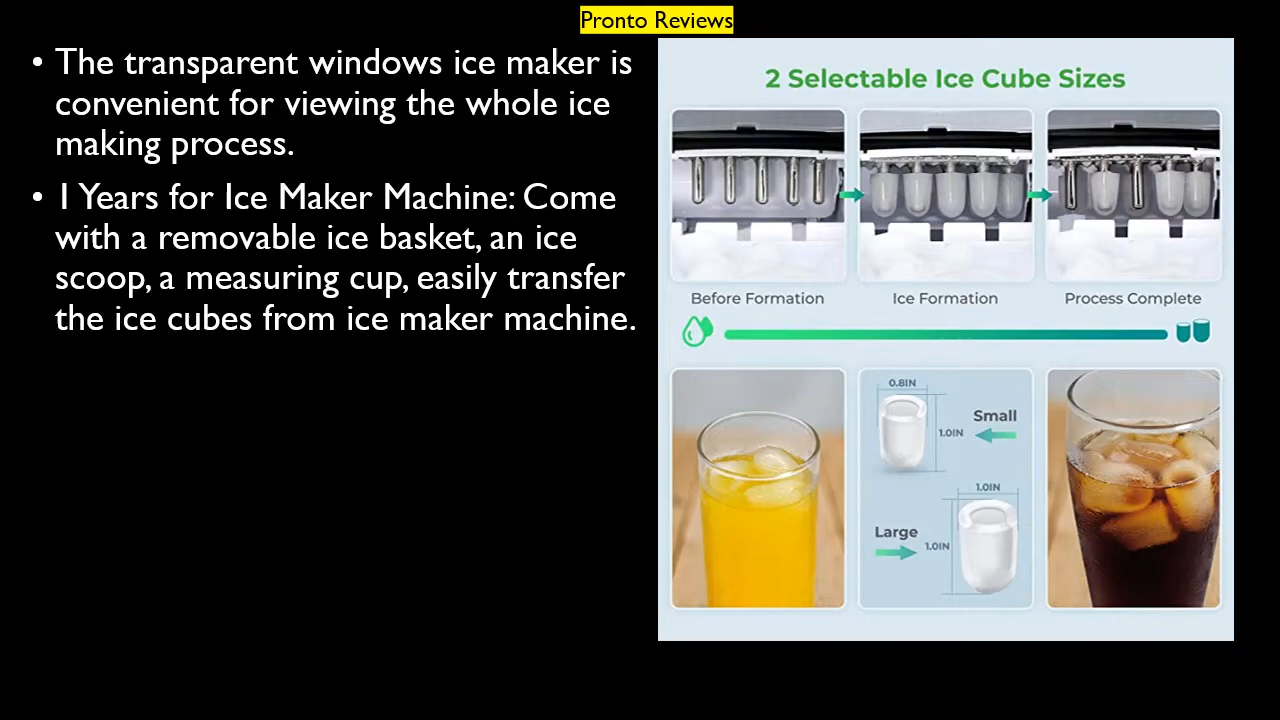 Pronto Reviews
• The transparent windows ice maker is
convenient for viewing the whole ice
making process.
• 1 Years for Ice Maker Machine: Come
with a removable ice basket, an ice
scoop, a measuring cup, easily transfer
the ice cubes from ice maker machine.
2 Selectable Ice Cube Sizes
Before Formation
Ice Formation
Process Complete
0.8IN
1.0IN
Small
1.0IN
Large
1.0IN